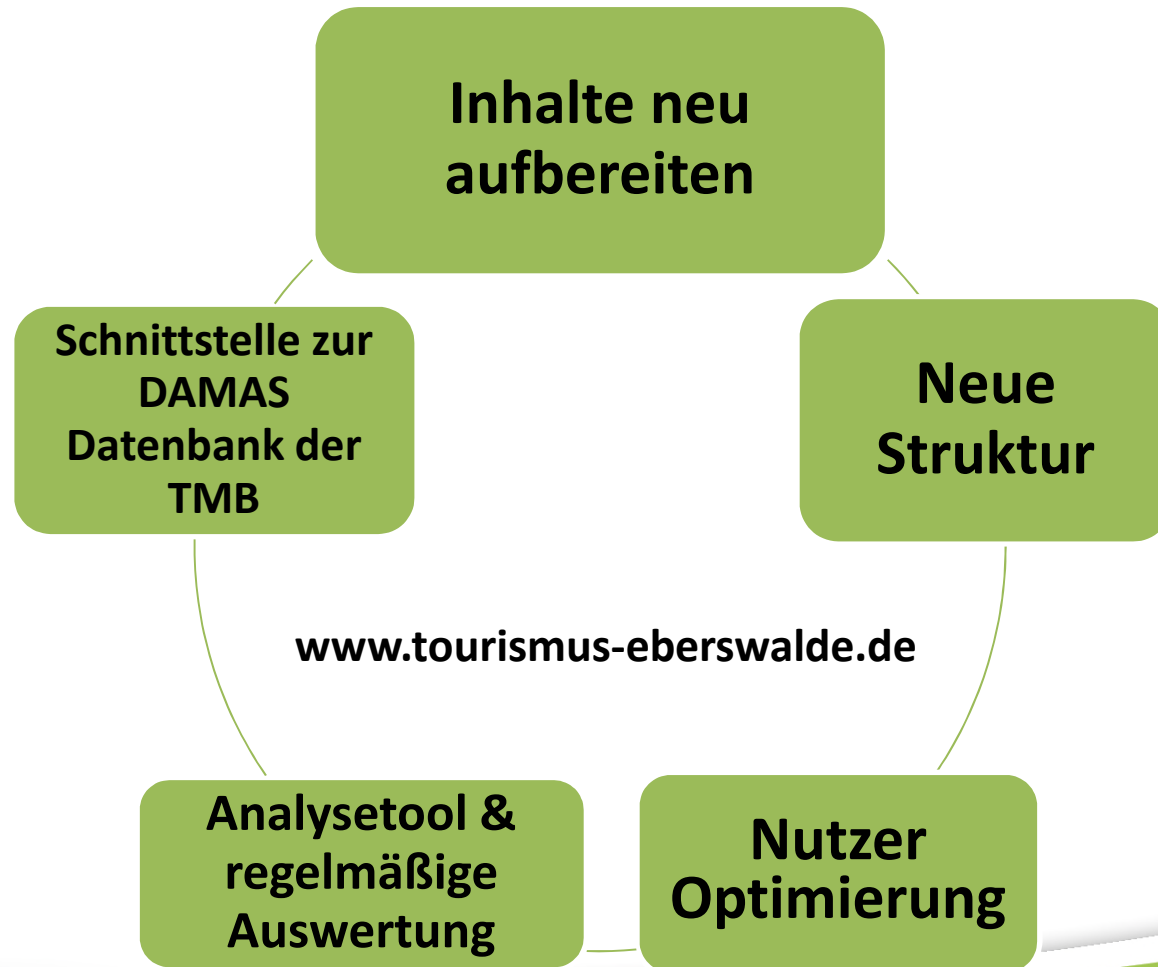 Inhalte neu
aufbereiten
Schnittstelle zur
DAMAS
Datenbank der
TMB
Neue
Struktur
www.tourismus-eberswalde.de
Analysetool &
regelmäßige
Auswertung
Nutzer
Optimierung